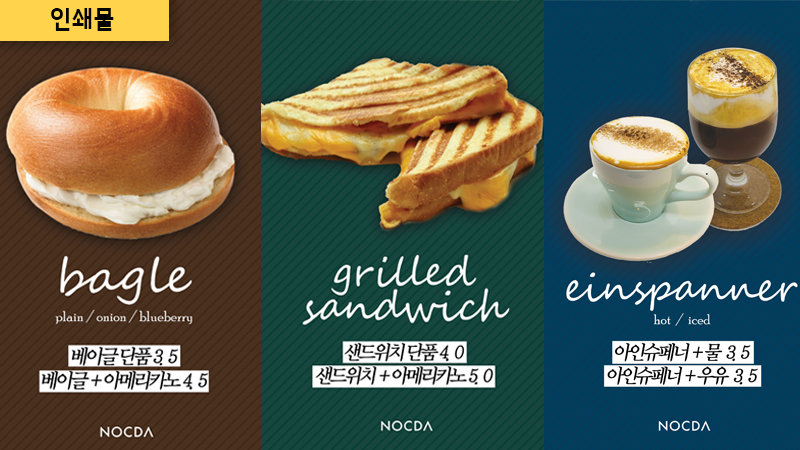 인쇄물
bagle
plain / onion / blueberry
베이글 단품 3.5
베이글 + 아메리카노 4.5
NOCDA
grilled
sandwich
샌드위치 단품 4.0
샌드위치 + 아메리카노 5.0
NOCDA
einspanner
hot / iced
아인슈페너 + 물 3.5
아인슈페너 + 우유 3.5
NOCDA